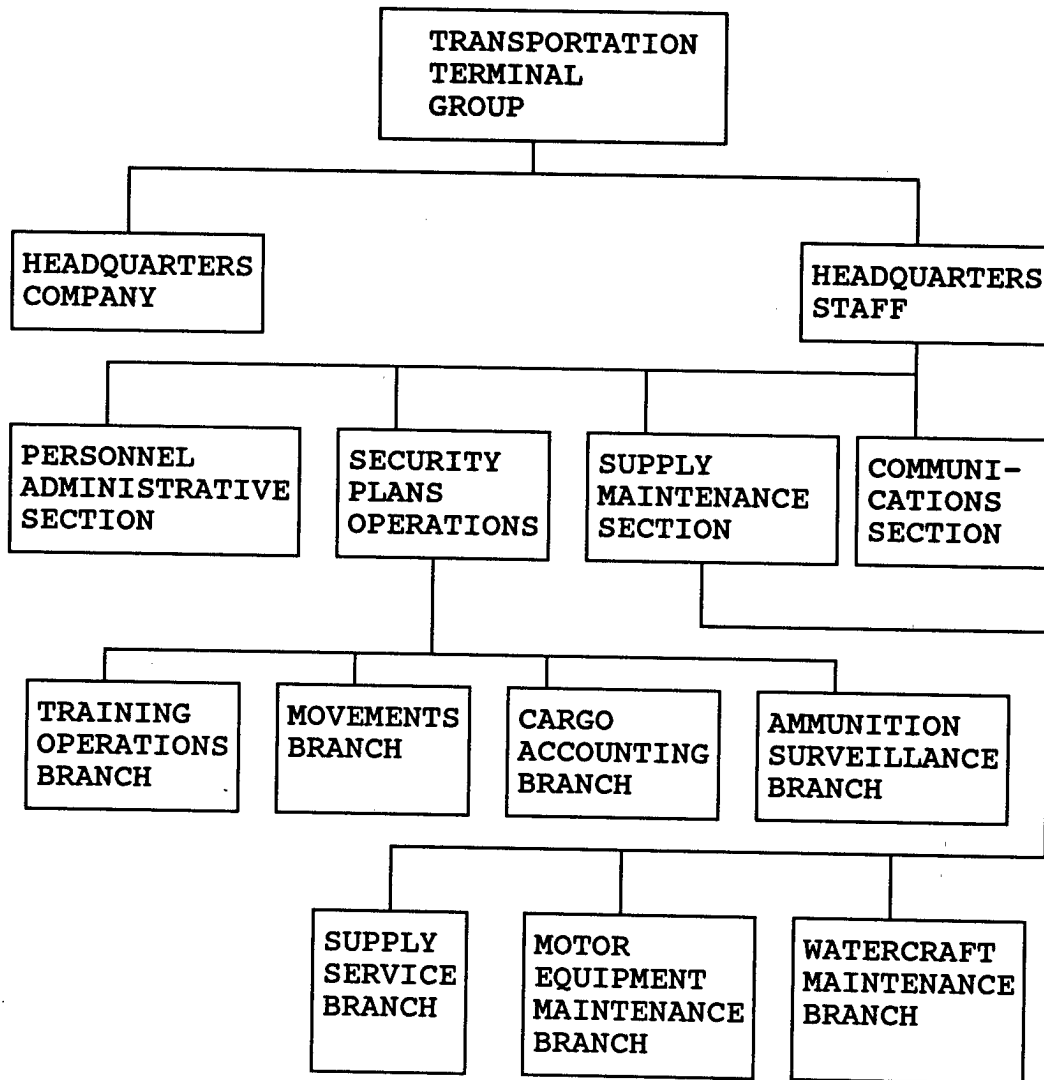 TRANSPORTATION
TERMINAL
GROUP
HEADQUARTERS
COMPANY
HEADQUARTERS
STAFF
PERSONNEL
ADMINISTRATIVE
SECTION
SECURITY
PLANS
OPERATIONS
SUPPLY
MAINTENANCE
SECTION
COMMUNI-
CATIONS
SECTION
TRAINING
OPERATIONS
BRANCH
MOVEMENTS
BRANCH
CARGO
ACCOUNTING
BRANCH
AMMUNITION
SURVEILLANCE
BRANCH
SUPPLY
SERVICE
BRANCH
MOTOR
EQUIPMENT
MAINTENANCE
BRANCH
WATERCRAFT
MAINTENANCE
BRANCH